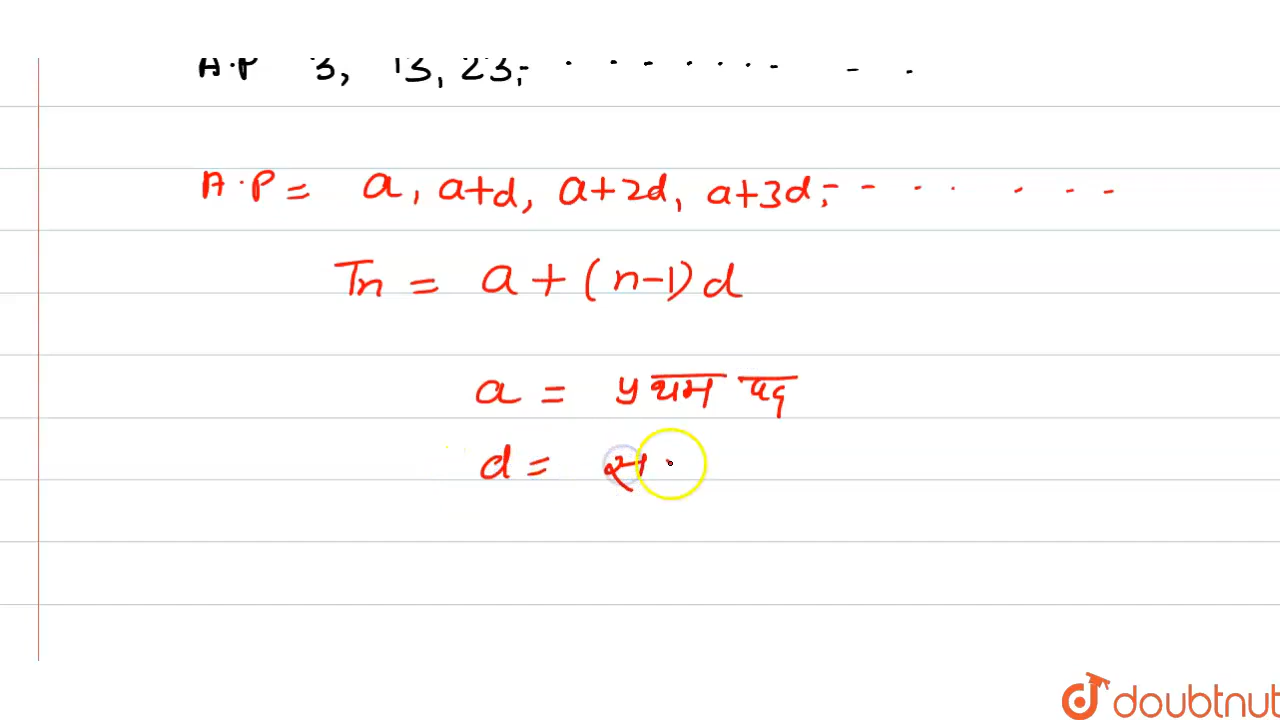 A.P 3, 13, 23, - . . - - . . . - - .
A.P = a, a+d, a+2d, a+3d, - - . . . - -
Tn = a + (n-1)d
a = प्रथम पद
d =
doubtnut